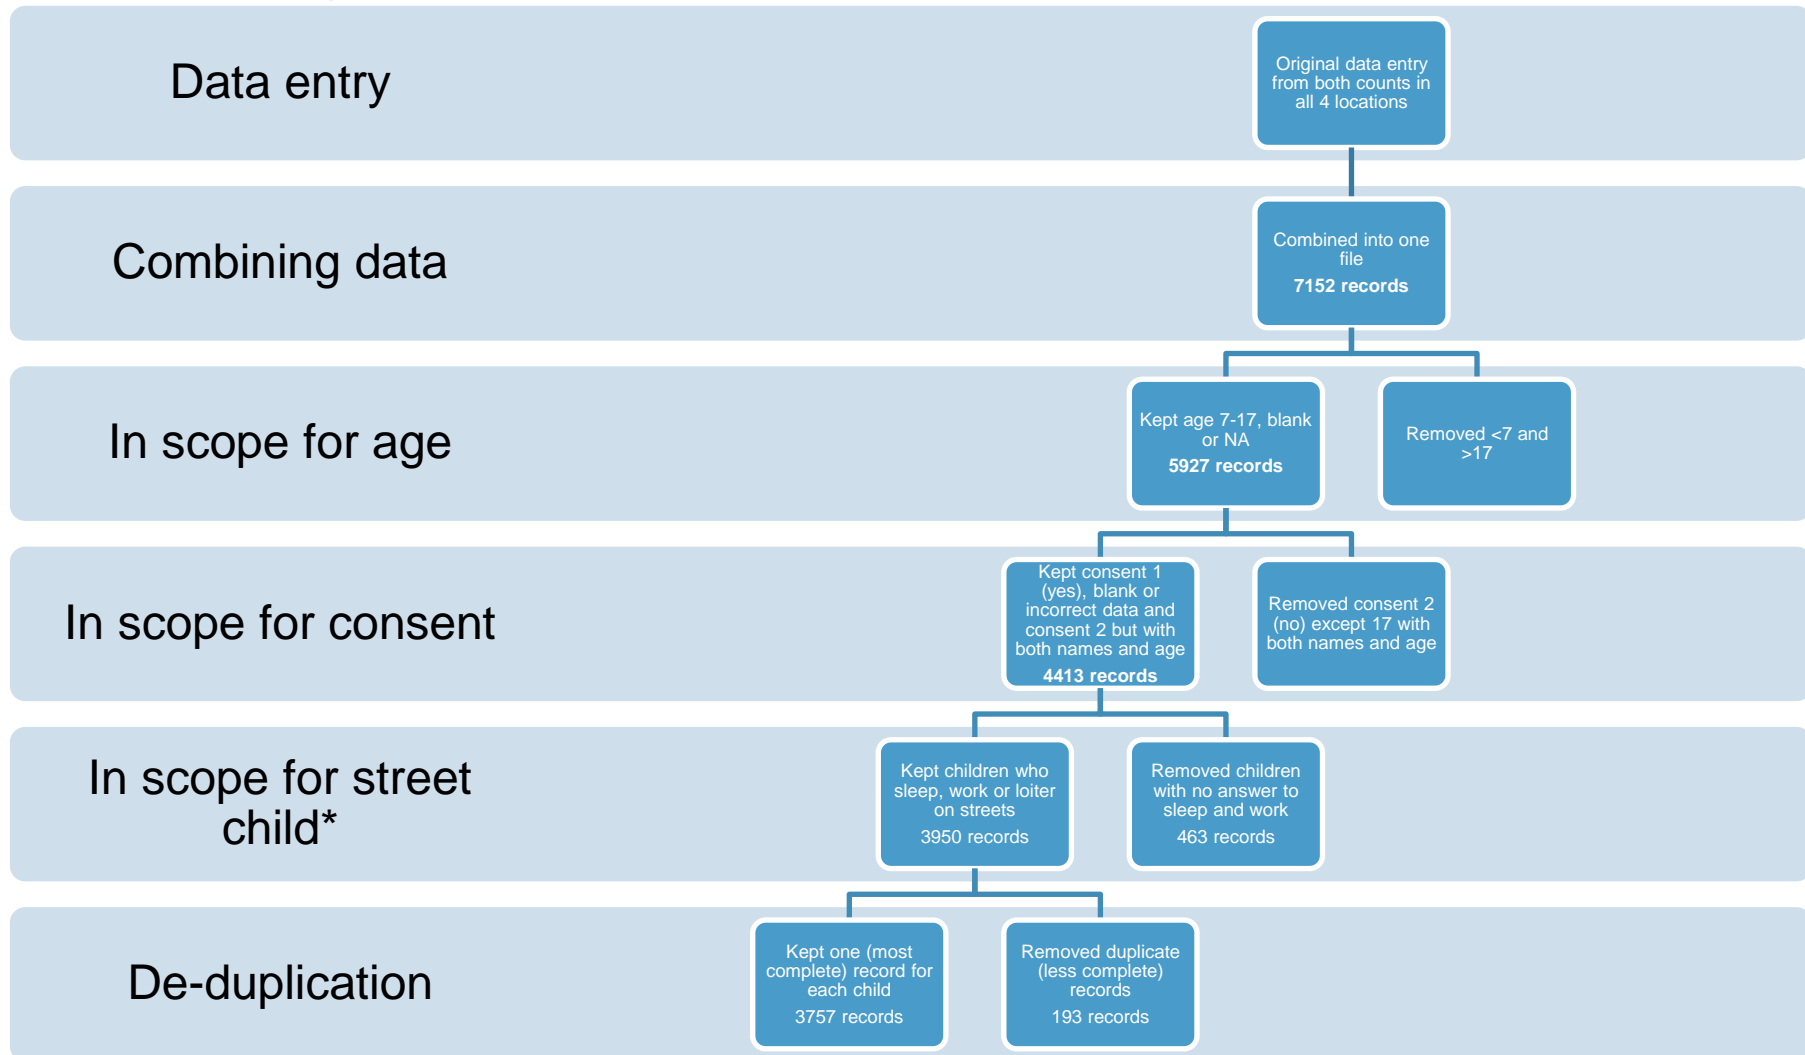 Data entry
Original data entry
from both counts in
all 4 locations
Combining data
Combined into one
file
7152 records
In scope for age
Kept age 7-17, blank
or NA
5927 records
Removed <7 and
>17
In scope for consent
Kept consent 1
(yes), blank or
incorrect data and
consent 2 but with
both names and age
4413 records
Removed consent 2
(no) except 17 with
both names and age
In scope for street
child*
Kept children who
sleep, work or loiter
on streets
3950 records
Removed children
with no answer to
sleep and work
463 records
De-duplication
Kept one (most
complete) record for
each child
3757 records
Removed duplicate
(less complete)
records
193 records